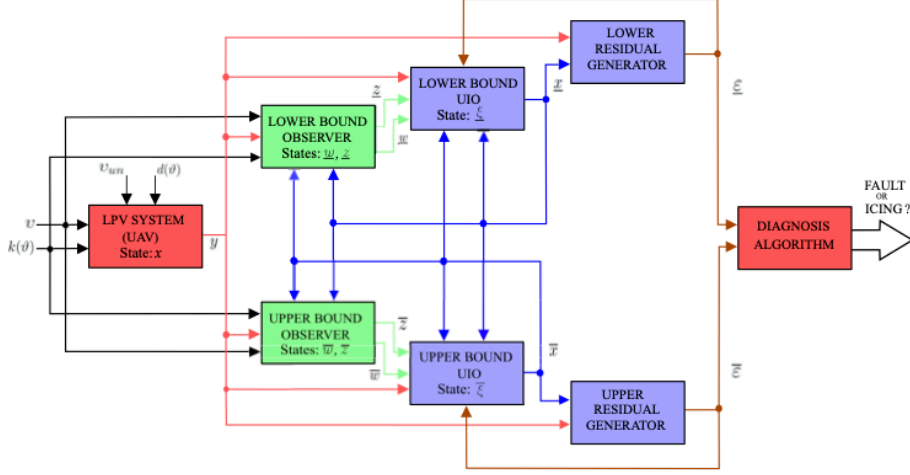 LOWER
RESIDUAL
GENERATOR
LOWER BOUND
UIO
State: ξ̲
z̲
x̲
ε̲
LOWER BOUND
OBSERVER
States: w̲, z̲
w̲
υ_un
d(ϑ)
FAULT
OR
ICING ?
LPV SYSTEM
(UAV)
State: x
υ
k(ϑ)
y
DIAGNOSIS
ALGORITHM
UPPER BOUND
OBSERVER
States: w̅, z̅
z̅
w̅
UPPER BOUND
UIO
State: ξ̅
x̅
ε̅
UPPER
RESIDUAL
GENERATOR